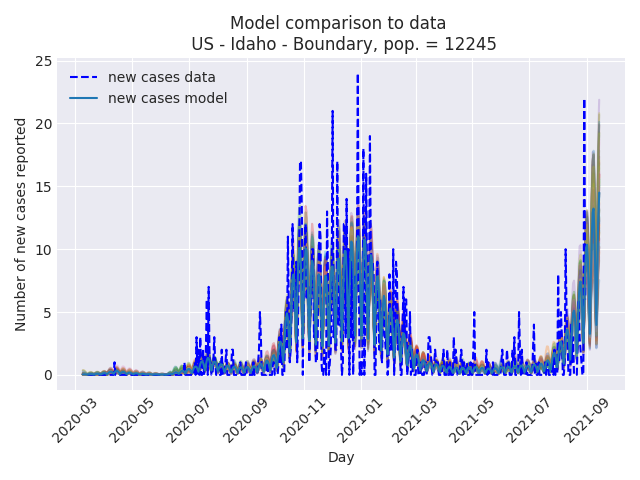 Model comparison to data
US - Idaho - Boundary, pop. = 12245
new cases data
new cases model
Number of new cases reported
25
20
15
10
5
0
2020-03
2020-05
2020-07
2020-09
2020-11
2021-01
2021-03
2021-05
2021-07
2021-09
Day